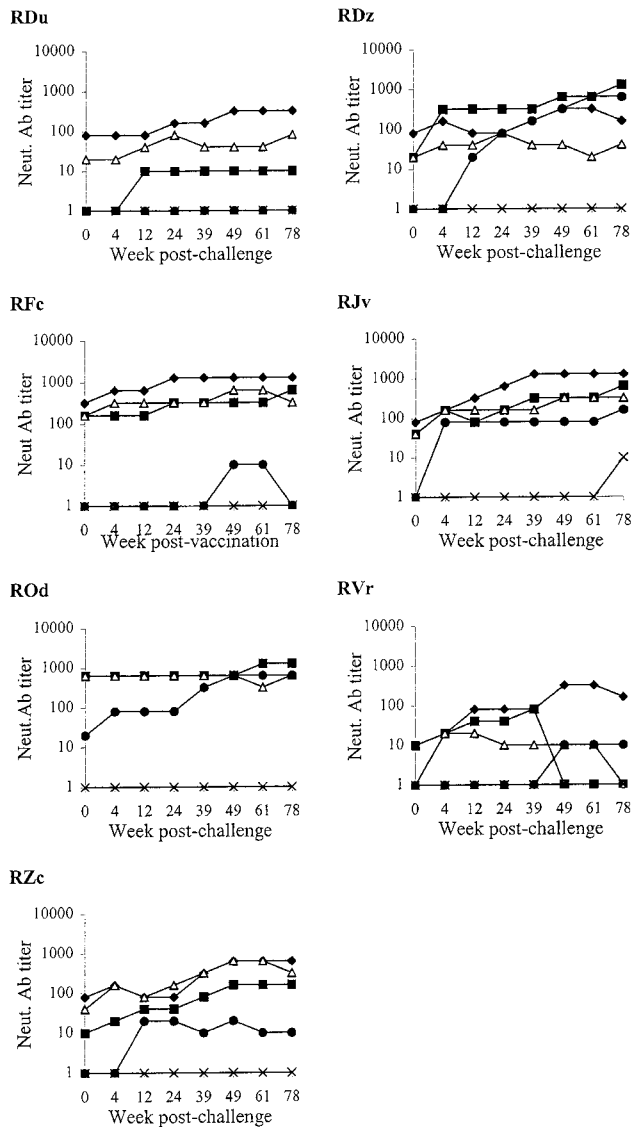 RDu
10000
1000
100
10
1
Neut. Ab titer
0 4 12 24 39 49 61 78
Week post-challenge
RDz
10000
1000
100
10
1
Neut. Ab titer
0 4 12 24 39 49 61 78
Week post-challenge
RFc
10000
1000
100
10
1
Neut. Ab titer
0 4 12 24 39 49 61 78
Week post-vaccination
RJv
10000
1000
100
10
1
Neut Ab titer
0 4 12 24 39 49 61 78
Week post-challenge
ROd
10000
1000
100
10
1
Neut.Ab titer
0 4 12 24 39 49 61 78
Week post-challenge
RVr
10000
1000
100
10
1
Neut. Ab titer
0 4 12 24 39 49 61 78
Week post-challenge
RZc
10000
1000
100
10
1
Neut. Ab titer
0 4 12 24 39 49 61 78
Week post-challenge